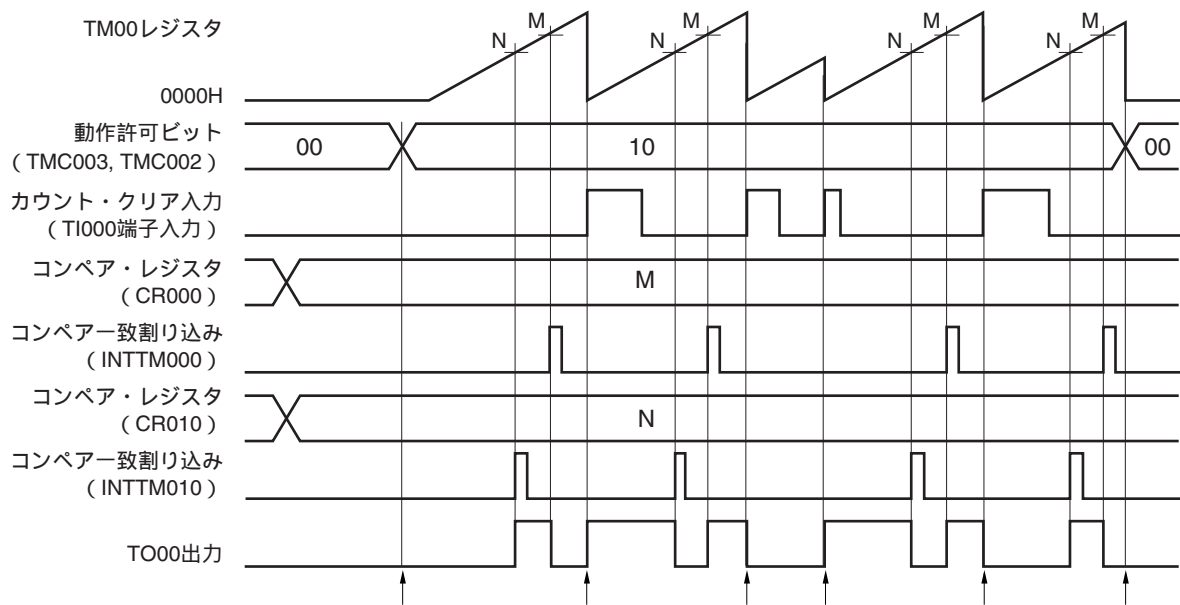 TM00レジスタ
N M N M N M N M
0000H
動作許可ビット
（TMC003, TMC002）
00 10 00
カウント・クリア入力
（TI000端子入力）
コンペア・レジスタ
（CR000）
M
コンペア一致割り込み
（INTTM000）
コンペア・レジスタ
（CR010）
N
コンペア一致割り込み
（INTTM010）
TO00出力